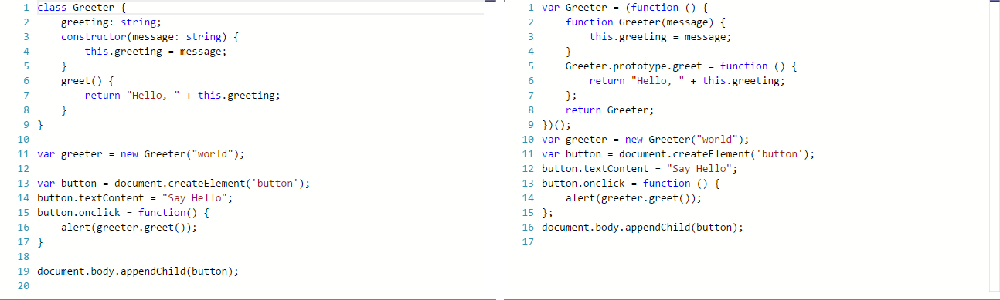 1 class Greeter {
2     greeting: string;
3     constructor(message: string) {
4         this.greeting = message;
5     }
6     greet() {
7         return "Hello, " + this.greeting;
8     }
9 }
10
11 var greeter = new Greeter("world");
12
13 var button = document.createElement('button');
14 button.textContent = "Say Hello";
15 button.onclick = function() {
16     alert(greeter.greet());
17 }
18
19 document.body.appendChild(button);
20
1 var Greeter = (function () {
2     function Greeter(message) {
3         this.greeting = message;
4     }
5     Greeter.prototype.greet = function () {
6         return "Hello, " + this.greeting;
7     };
8     return Greeter;
9 })();
10 var greeter = new Greeter("world");
11 var button = document.createElement('button');
12 button.textContent = "Say Hello";
13 button.onclick = function () {
14     alert(greeter.greet());
15 };
16 document.body.appendChild(button);
17